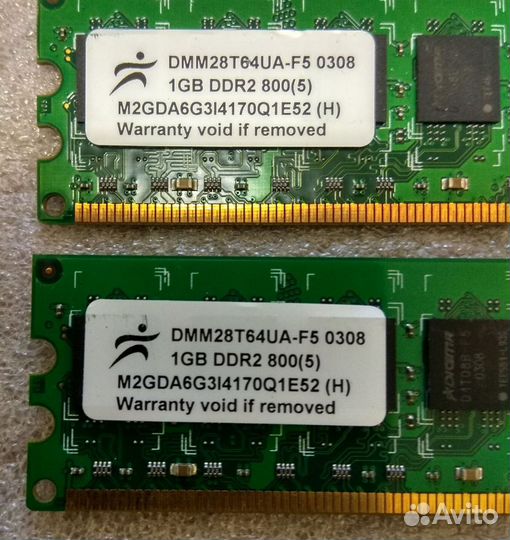 DMM28T64UA-F5 0308
1GB DDR2 800(5)
M2GDA6G3I4170Q1E52 (H)
Warranty void if removed
DMM28T64UA-F5 0308
1GB DDR2 800(5)
M2GDA6G3I4170Q1E52 (H)
Warranty void if removed
0308
Avito